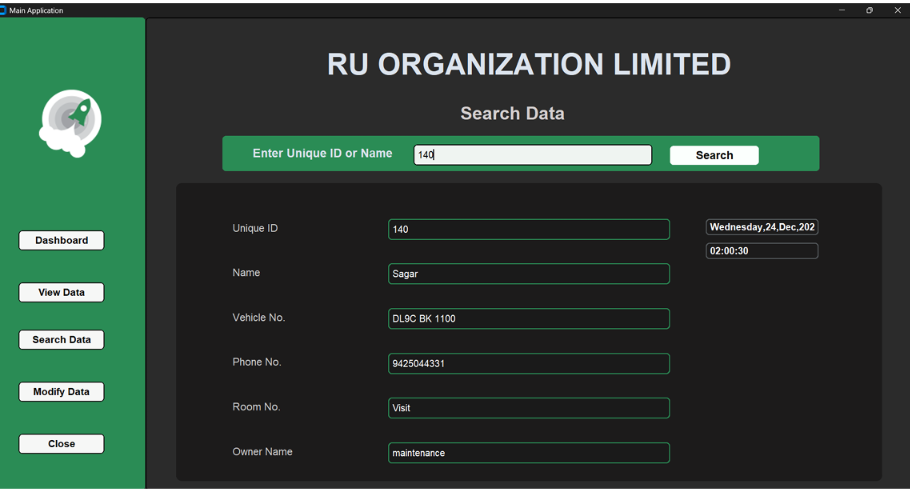 Main Application
RU ORGANIZATION LIMITED
Search Data
Enter Unique ID or Name 140 Search
Unique ID 140 Wednesday,24,Dec,202
02:00:30
Name Sagar
Vehicle No. DL9C BK 1100
Phone No. 9425044331
Room No. Visit
Owner Name maintenance
Dashboard
View Data
Search Data
Modify Data
Close